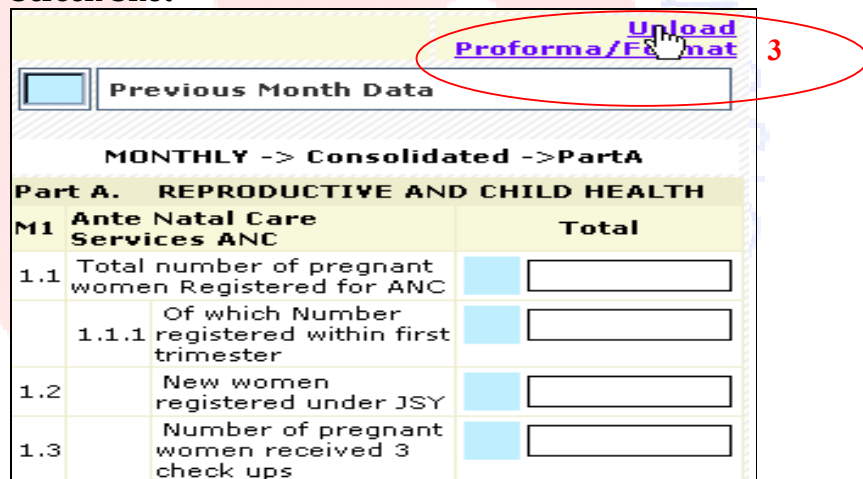 Upload
Proforma/Format 3
Previous Month Data
MONTHLY -> Consolidated ->PartA
Part A. REPRODUCTIVE AND CHILD HEALTH
M1 Ante Natal Care Services ANC Total
1.1 Total number of pregnant women Registered for ANC
1.1.1 Of which Number registered within first trimester
1.2 New women registered under JSY
1.3 Number of pregnant women received 3 check ups